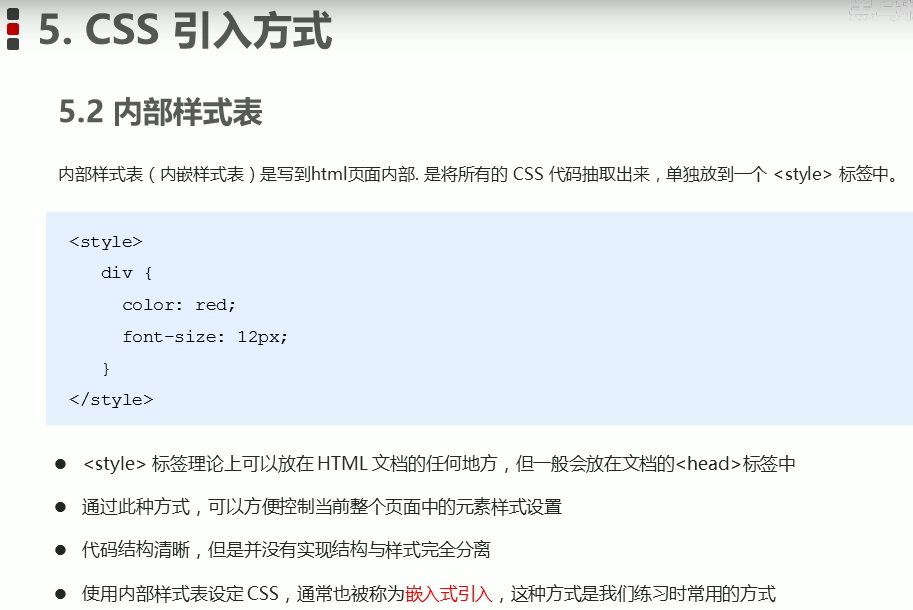 5. CSS 引入方式
5.2 内部样式表
内部样式表（内嵌样式表）是写到html页面内部. 是将所有的 CSS 代码抽取出来，单独放到一个 <style> 标签中。
<style>
div {
color: red;
font-size: 12px;
}
</style>
<style> 标签理论上可以放在 HTML 文档的任何地方，但一般会放在文档的<head>标签中
通过此种方式，可以方便控制当前整个页面中的元素样式设置
代码结构清晰，但是并没有实现结构与样式完全分离
使用内部样式表设定 CSS，通常也被称为嵌入式引入，这种方式是我们练习时常用的方式